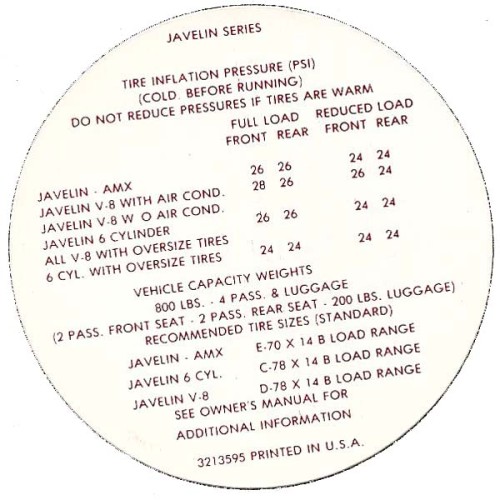 JAVELIN SERIES
TIRE INFLATION PRESSURE (PSI)
(COLD. BEFORE RUNNING)
DO NOT REDUCE PRESSURES IF TIRES ARE WARM
FULL LOAD REDUCED LOAD
FRONT REAR FRONT REAR
JAVELIN - AMX 26 26 24 24
JAVELIN V-8 WITH AIR COND. 28 26 26 24
JAVELIN V-8 W O AIR COND.
JAVELIN 6 CYLINDER 26 26 24 24
ALL V-8 WITH OVERSIZE TIRES
6 CYL. WITH OVERSIZE TIRES 24 24 24 24
VEHICLE CAPACITY WEIGHTS
800 LBS. - 4 PASS. & LUGGAGE
(2 PASS. FRONT SEAT - 2 PASS. REAR SEAT - 200 LBS. LUGGAGE)
RECOMMENDED TIRE SIZES (STANDARD)
JAVELIN - AMX E-70 X 14 B LOAD RANGE
JAVELIN 6 CYL. C-78 X 14 B LOAD RANGE
JAVELIN V-8 D-78 X 14 B LOAD RANGE
SEE OWNER'S MANUAL FOR
ADDITIONAL INFORMATION
3213595 PRINTED IN U.S.A.